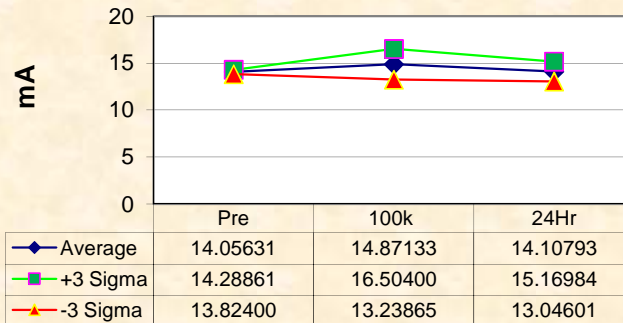 20
15
10
5
0
mA
Pre 100k 24Hr
Average 14.05631 14.87133 14.10793
+3 Sigma 14.28861 16.50400 15.16984
-3 Sigma 13.82400 13.23865 13.04601